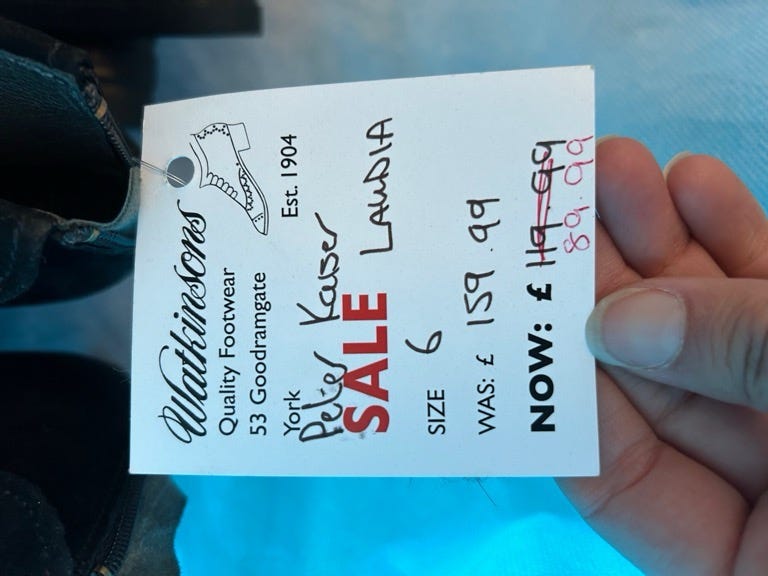 Watkinsons
Quality Footwear
53 Goodramgate
York Est. 1904
Peter Kaiser
SALE LANDIA
SIZE 6
WAS: £ 159.99
NOW: £ 119.99
89.99